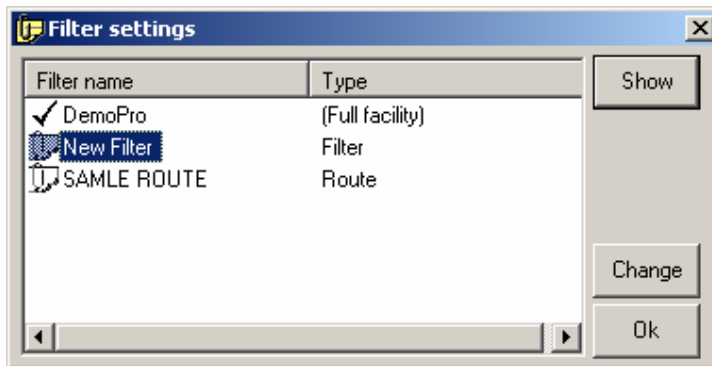 Filter settings
Filter name Type Show
DemoPro (Full facility)
New Filter Filter
SAMLE ROUTE Route
Change
Ok